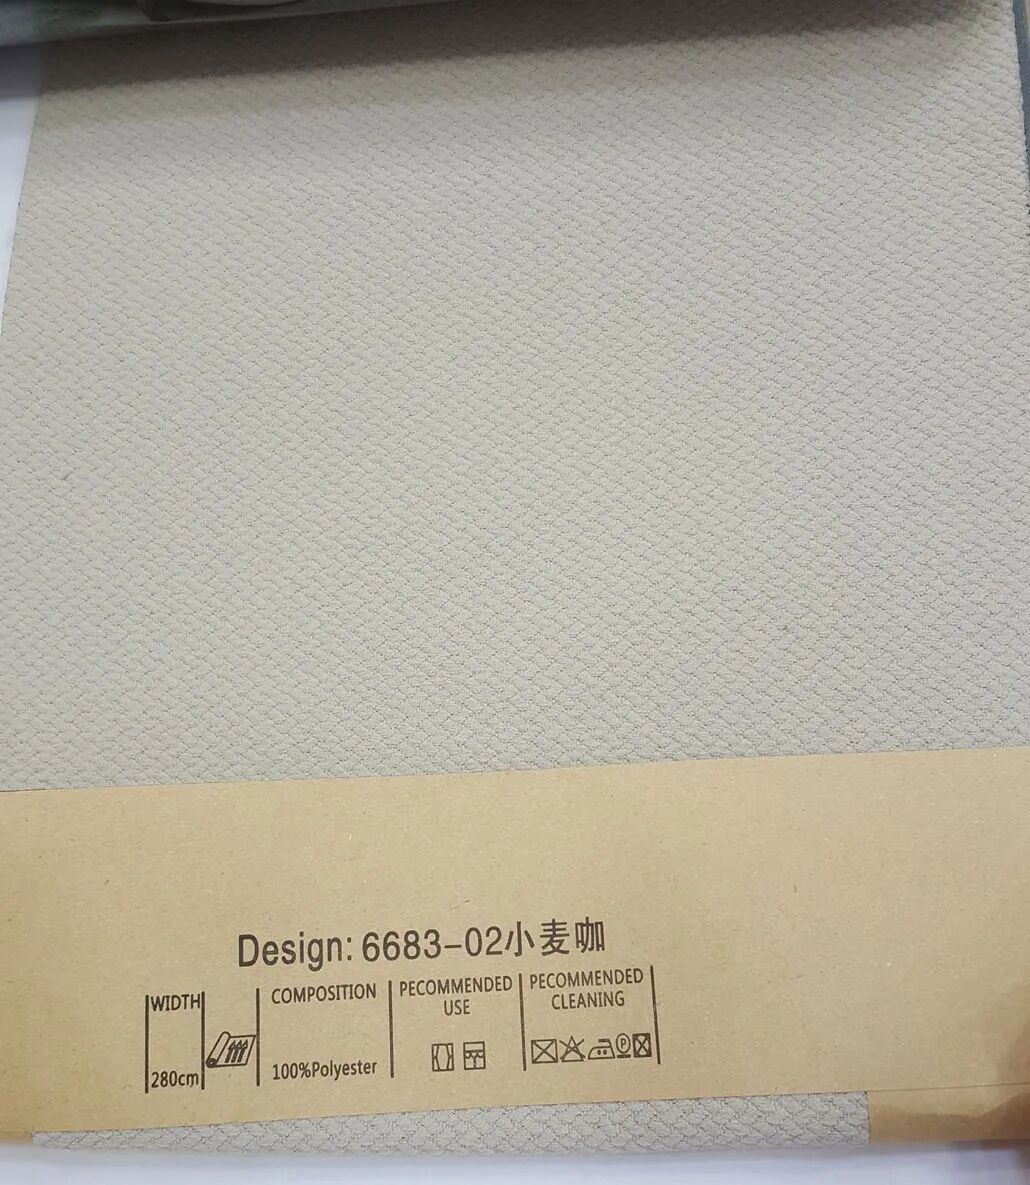 Design: 6683-02小麦咖
WIDTH
280cm
COMPOSITION
100%Polyester
PECOMMENDED
USE
PECOMMENDED
CLEANING
P